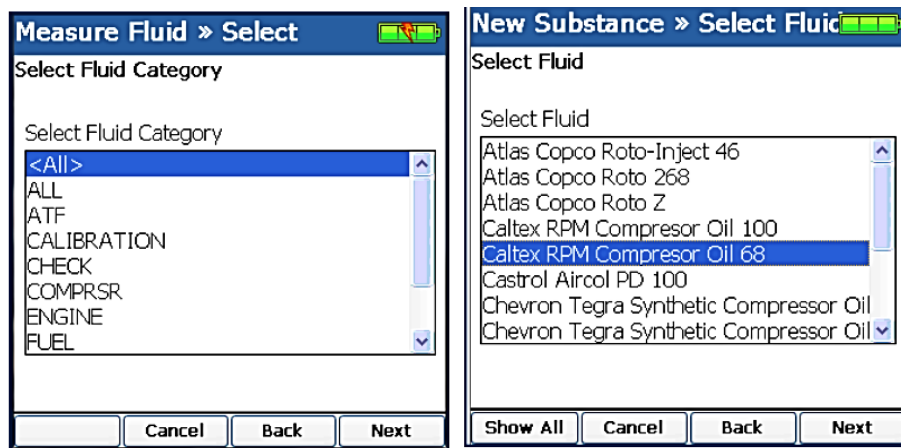 Measure Fluid » Select
Select Fluid Category
Select Fluid Category
<All>
ALL
ATF
CALIBRATION
CHECK
COMPRSR
ENGINE
FUEL
Cancel Back Next
New Substance » Select Fluid
Select Fluid
Select Fluid
Atlas Copco Roto-Inject 46
Atlas Copco Roto 268
Atlas Copco Roto Z
Caltex RPM Compresor Oil 100
Caltex RPM Compresor Oil 68
Castrol Aircol PD 100
Chevron Tegra Synthetic Compressor Oil
Chevron Tegra Synthetic Compressor Oil
Show All Cancel Back Next